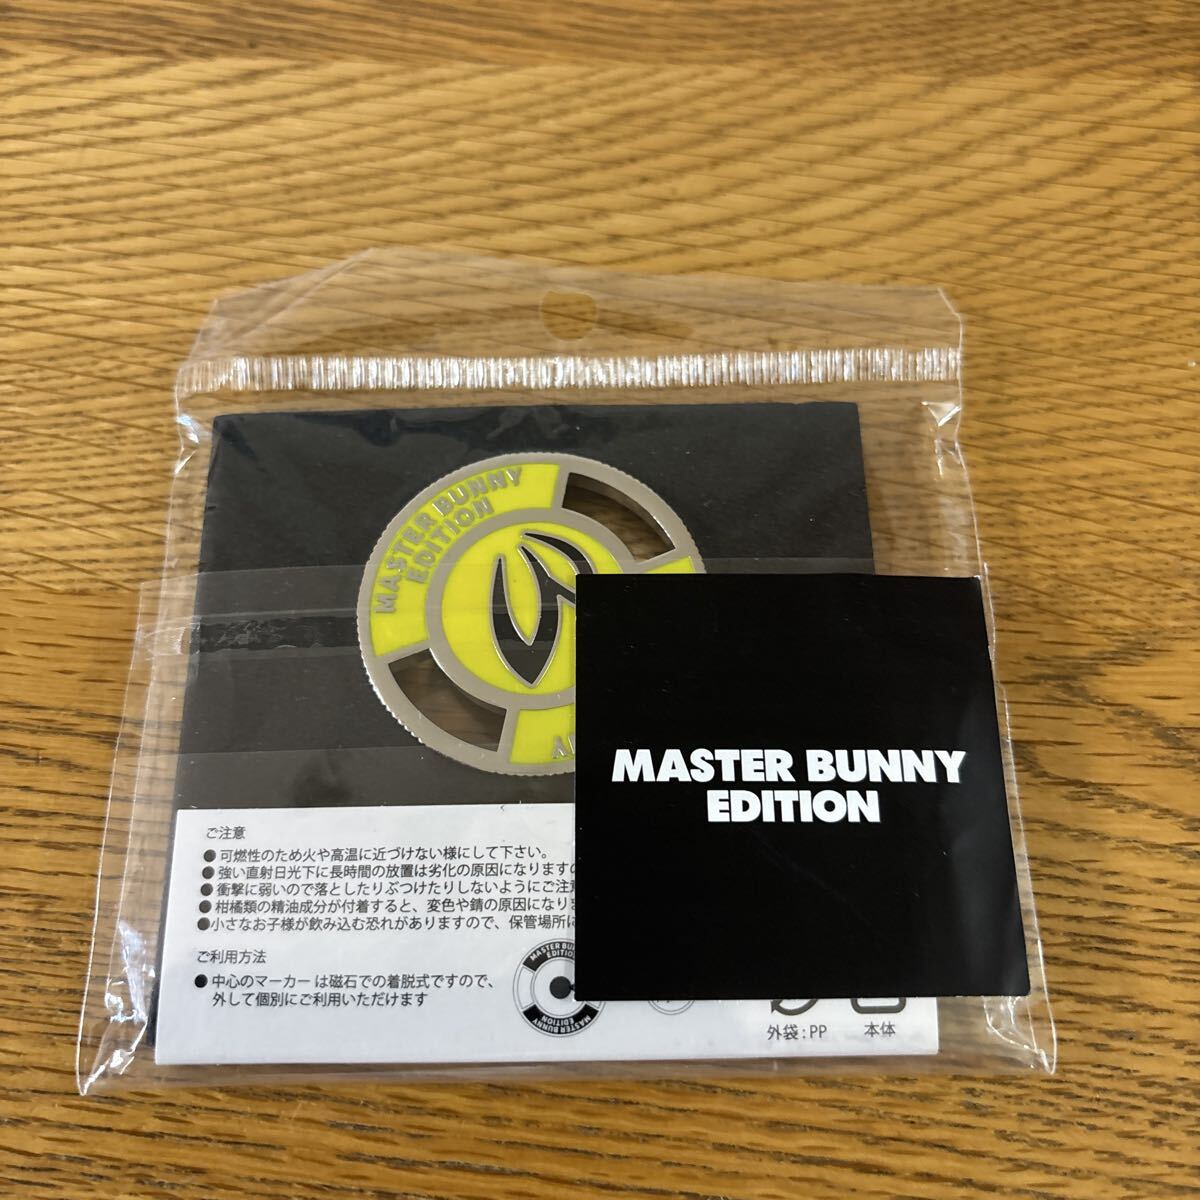 MASTER BUNNY
EDITION
MASTER BUNNY
EDITION
ご注意
●可燃性のため火や高温に近づけない様にして下さい。
●強い直射日光下に長時間の放置は劣化の原因になりますの
●衝撃に弱いので落としたりぶつけたりしないようにご注意
●柑橘類の精油成分が付着すると、変色や錆の原因になりま
●小さなお子様が飲み込む恐れがありますので、保管場所に
ご利用方法
●中心のマーカーは磁石での着脱式ですので、
外して個別にご利用いただけます
EDITION
MASTER BUNNY
EDITION
外袋:PP
本体